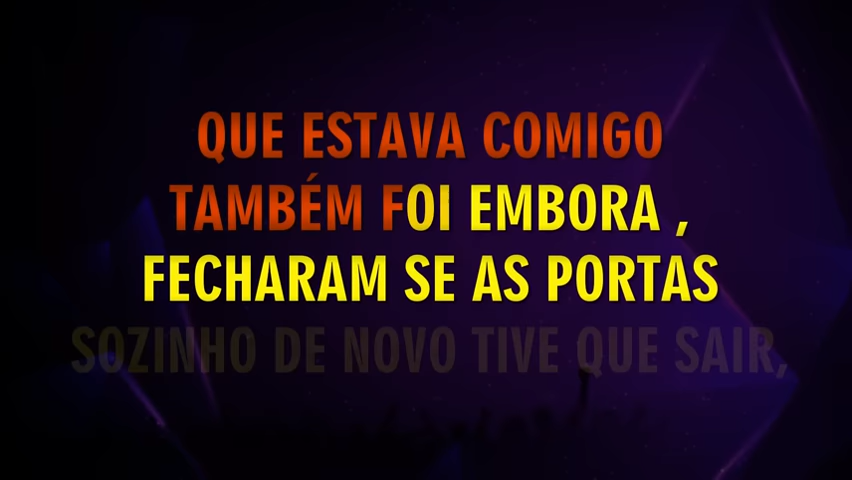 QUE ESTAVA COMIGO
TAMBÉM FOI EMBORA ,
FECHARAM SE AS PORTAS
SOZINHO DE NOVO TIVE QUE SAIR,